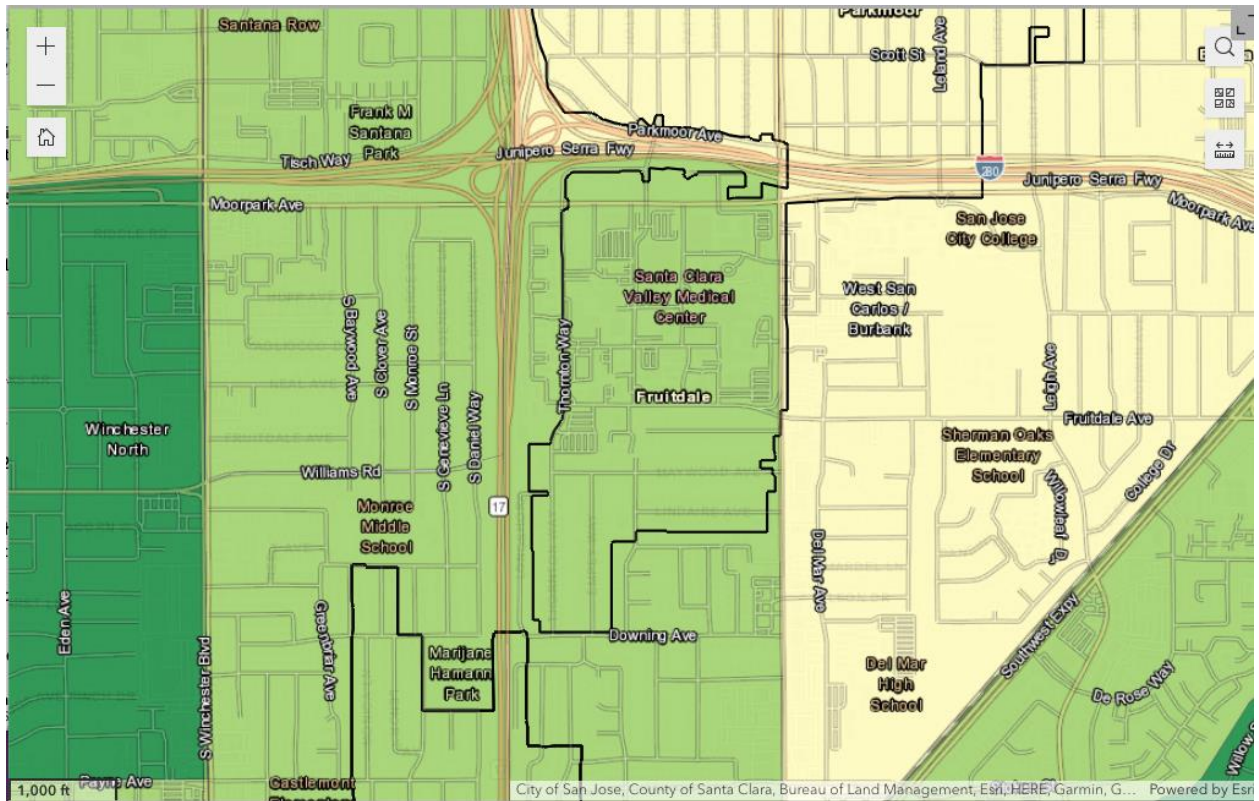 Santana Row
Parkmoor
Scott St
Leland Ave
Frank M
Santana
Park
Parkmoor Ave
Tisch Way
Junipero Serra Fwy
280
Junipero Serra Fwy
Moorpark Ave
Moorpark Ave
San Jose
City College
Santa Clara
Valley Medical
Center
West San
Carlos /
Burbank
S Baywood Ave
S Clover Ave
S Monroe St
S Genevieve Ln
S Daniel Way
Thornton Way
Fruitdale
Leigh Ave
Fruitdale Ave
Winchester
North
Williams Rd
Sherman Oaks
Elementary
School
College Dr
Willowleaf Dr
17
Monroe
Middle
School
Del Mar Ave
Eden Ave
Greenbriar Ave
S Winchester Blvd
Downing Ave
Southwest Expy
Marijane
Hamann
Park
Del Mar
High
School
De Rose Way
Willow S
Payne Ave
Castlemont
1,000 ft
City of San Jose, County of Santa Clara, Bureau of Land Management, Esri, HERE, Garmin, G...
Powered by Esri